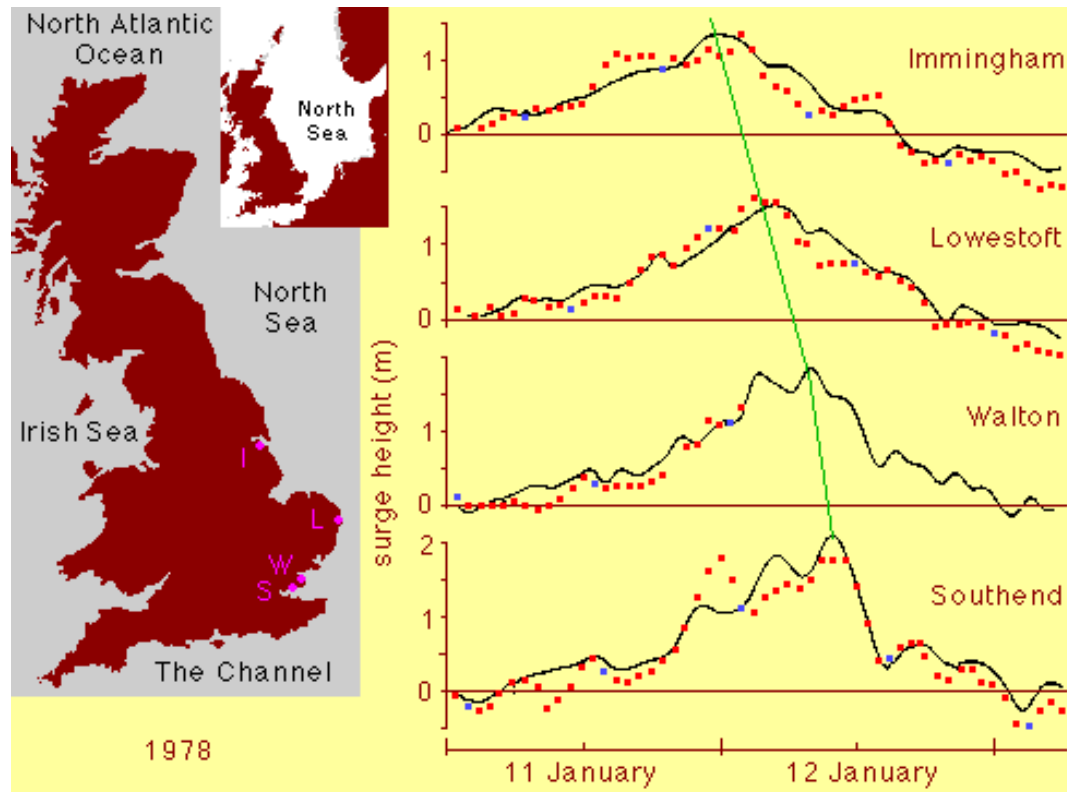 North Atlantic
Ocean
North
Sea
North
Sea
Irish Sea
I
L
W
S
The Channel
1978
surge height (m)
1
0
Immingham
1
0
Lowestoft
1
0
Walton
2
1
0
Southend
11 January
12 January